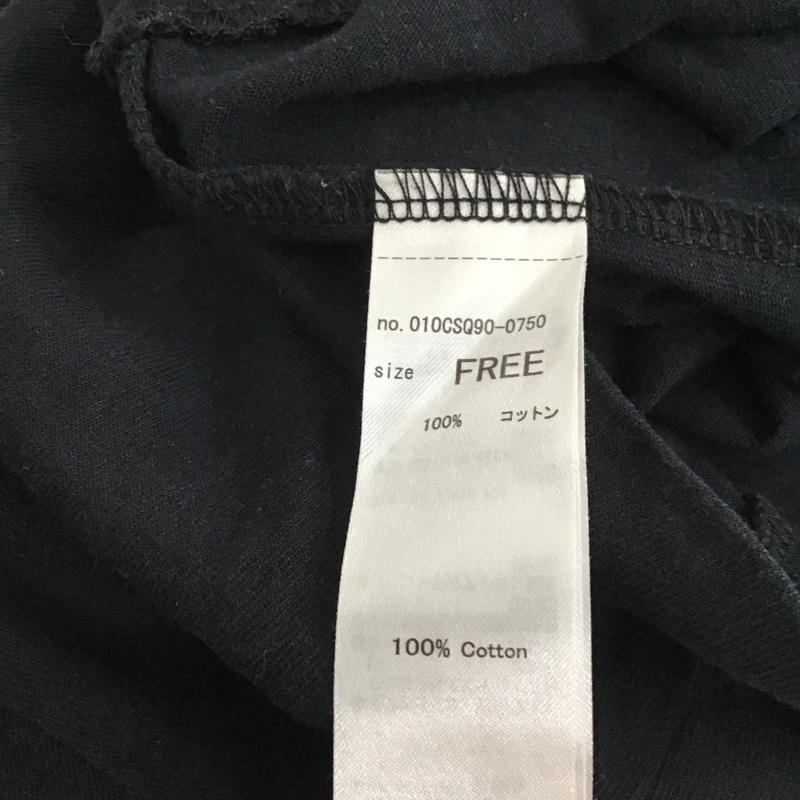 no. 010CSQ90-0750
size FREE
100% コットン
100% Cotton